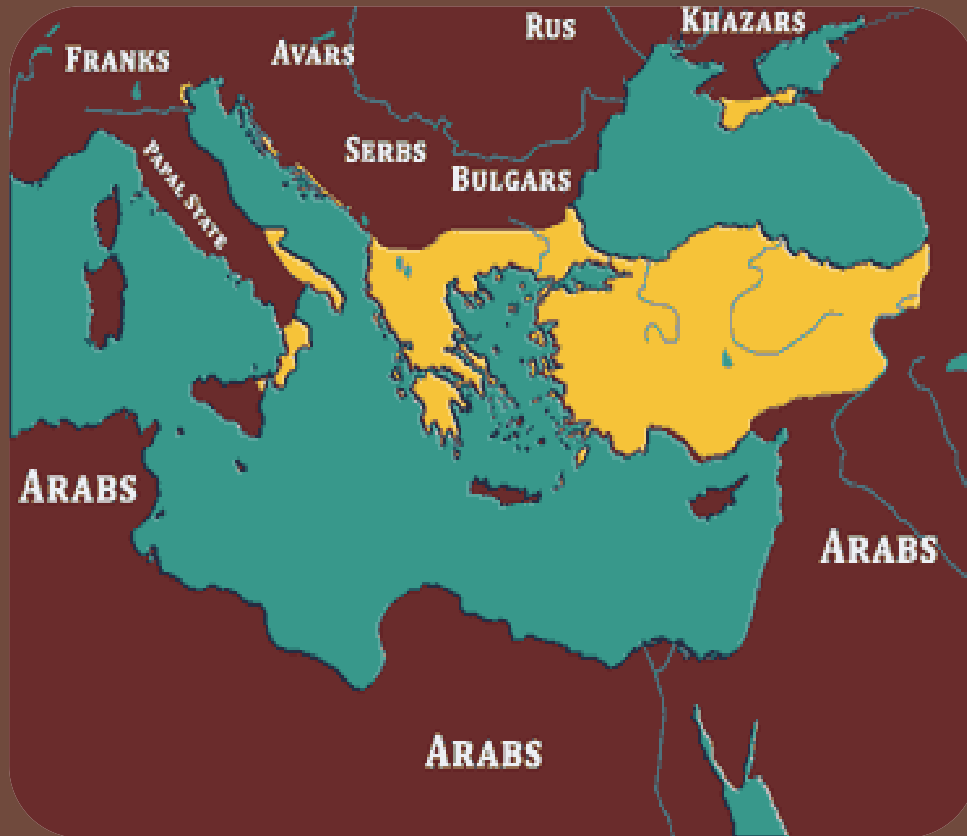 RUS
KHAZARS
FRANKS
AVARS
SERBS
BULGARS
PAPAL STATE
ARABS
ARABS
ARABS